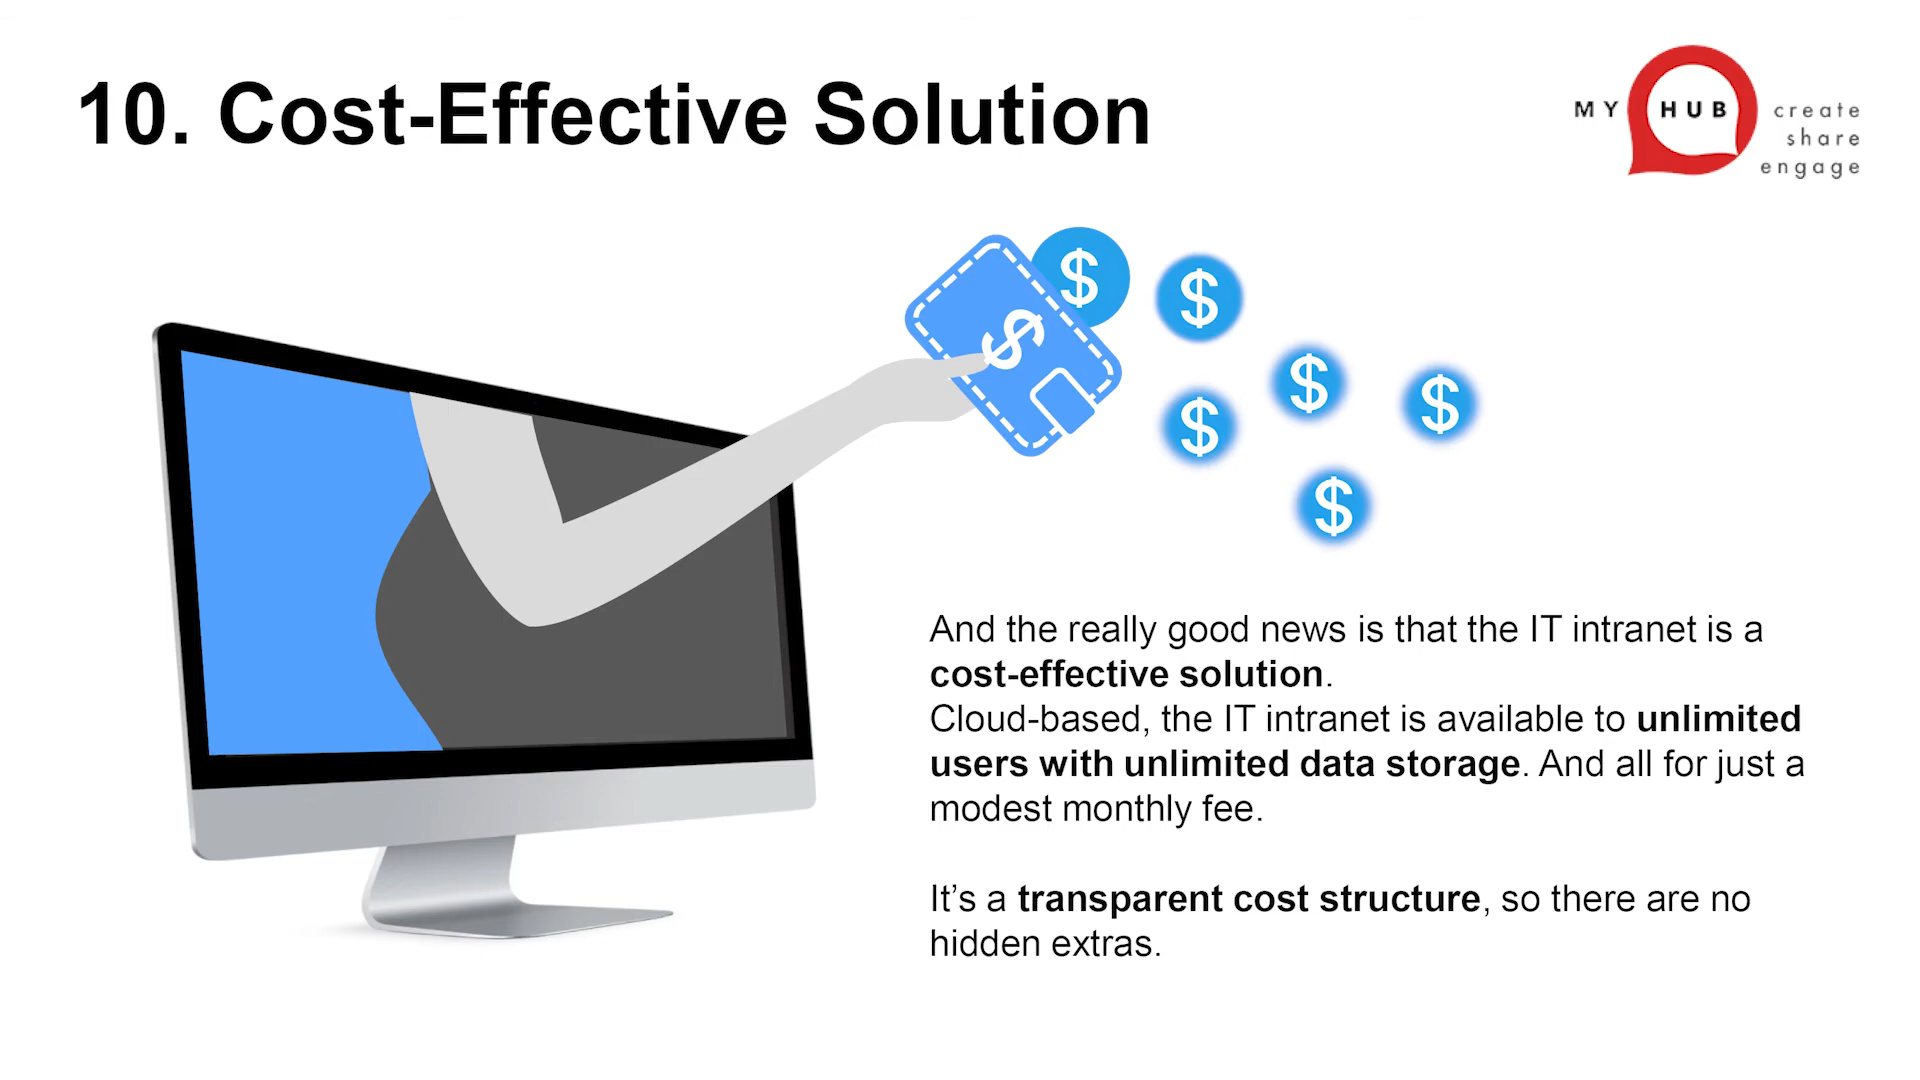 10. Cost-Effective Solution
MY HUB
create
share
engage
$
$
$
$
$
$
$
And the really good news is that the IT intranet is a
cost-effective solution.
Cloud-based, the IT intranet is available to unlimited
users with unlimited data storage. And all for just a
modest monthly fee.
It’s a transparent cost structure, so there are no
hidden extras.